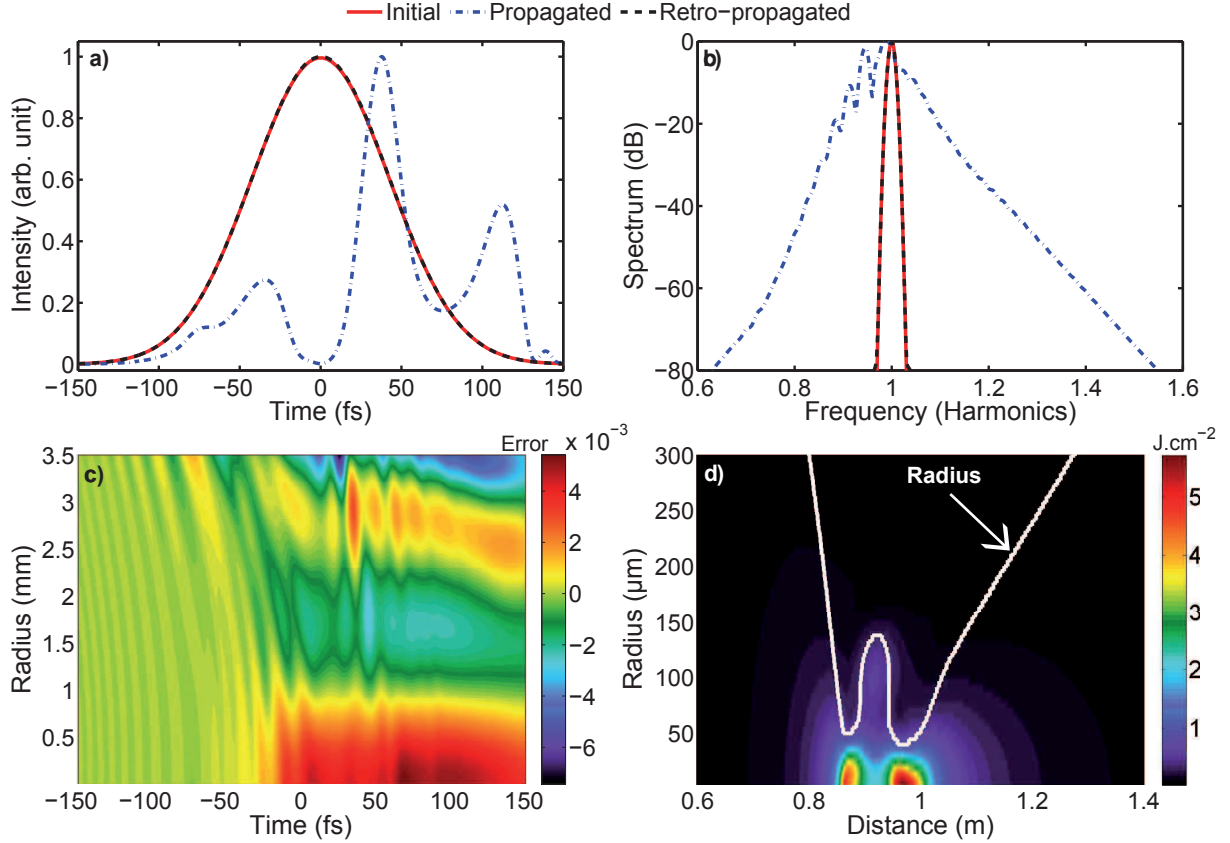 Initial Propagated Retro-propagated
a)
1
0.8
0.6
0.4
0.2
0
Intensity (arb. unit)
−150 −100 −50 0 50 100 150
Time (fs)
b)
0
−20
−40
−60
−80
Spectrum (dB)
0.6 0.8 1 1.2 1.4 1.6
Frequency (Harmonics)
Error x 10⁻³
c)
3.5
3
2.5
2
1.5
1
0.5
Radius (mm)
−150 −100 −50 0 50 100 150
Time (fs)
4
2
0
−2
−4
−6
J.cm⁻²
d)
Radius
300
250
200
150
100
50
Radius (µm)
0.6 0.8 1 1.2 1.4
Distance (m)
5
4
3
2
1